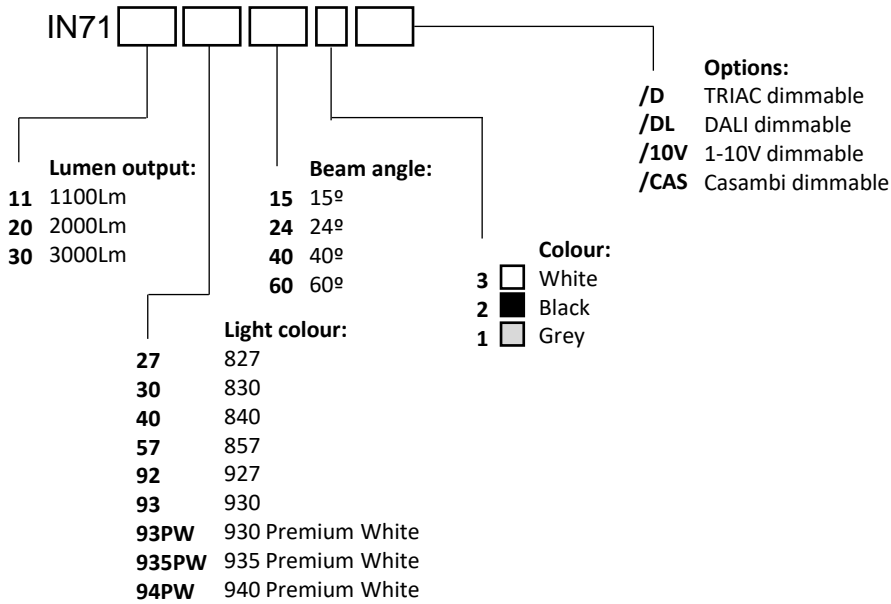 IN71
Options:
/D TRIAC dimmable
/DL DALI dimmable
/10V 1-10V dimmable
/CAS Casambi dimmable
Lumen output:
11 1100Lm
20 2000Lm
30 3000Lm
Beam angle:
15 15º
24 24º
40 40º
60 60º
Colour:
3 White
2 Black
1 Grey
Light colour:
27 827
30 830
40 840
57 857
92 927
93 930
93PW 930 Premium White
935PW 935 Premium White
94PW 940 Premium White